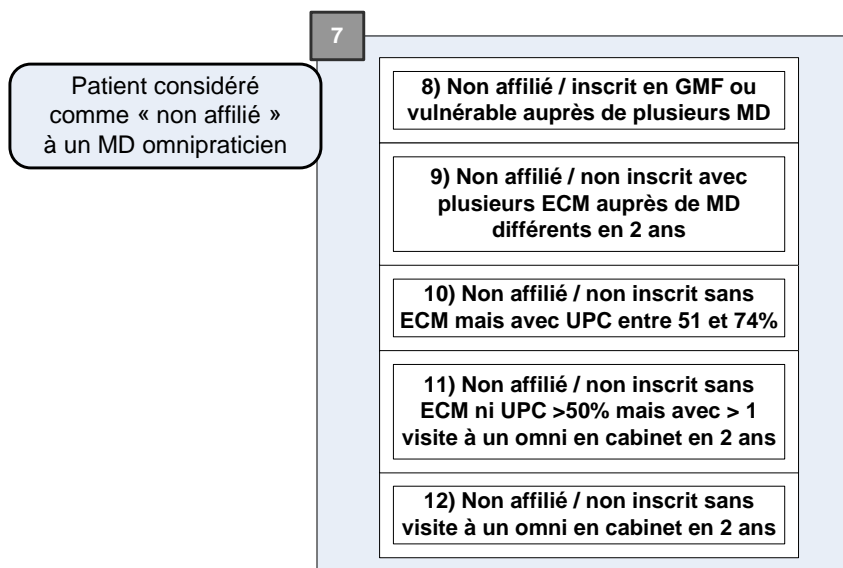 7
Patient considéré
comme « non affilié »
à un MD omnipraticien
8) Non affilié / inscrit en GMF ou
vulnérable auprès de plusieurs MD
9) Non affilié / non inscrit avec
plusieurs ECM auprès de MD
différents en 2 ans
10) Non affilié / non inscrit sans
ECM mais avec UPC entre 51 et 74%
11) Non affilié / non inscrit sans
ECM ni UPC >50% mais avec > 1
visite à un omni en cabinet en 2 ans
12) Non affilié / non inscrit sans
visite à un omni en cabinet en 2 ans